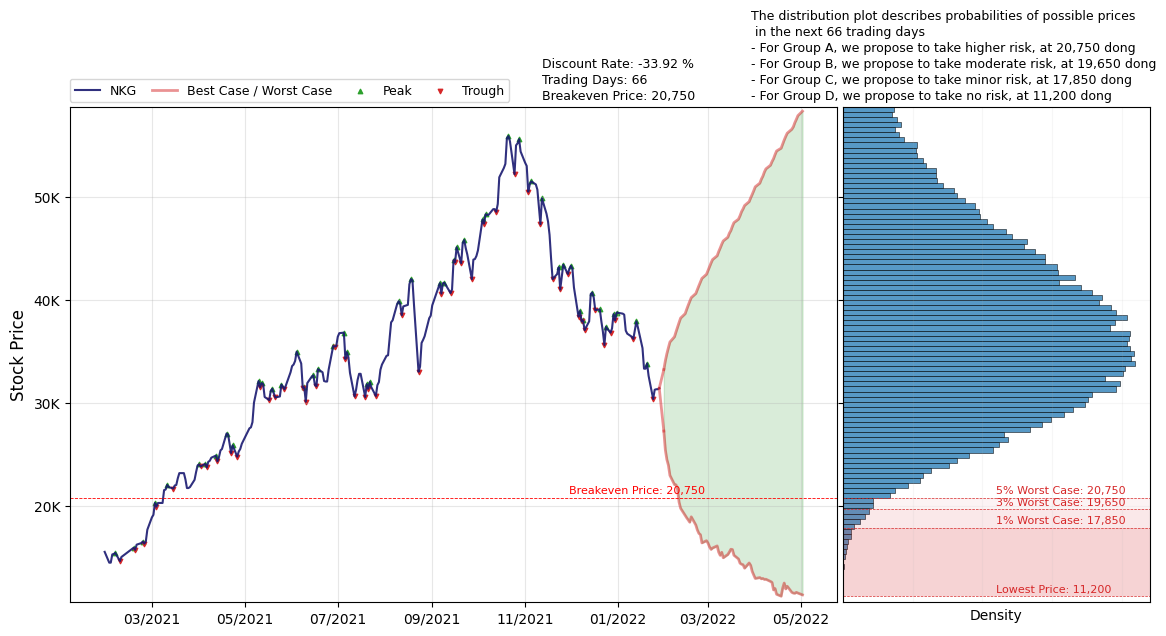 The distribution plot describes probabilities of possible prices
in the next 66 trading days
- For Group A, we propose to take higher risk, at 20,750 dong
- For Group B, we propose to take moderate risk, at 19,650 dong
- For Group C, we propose to take minor risk, at 17,850 dong
- For Group D, we propose to take no risk, at 11,200 dong
Discount Rate: -33.92 %
Trading Days: 66
Breakeven Price: 20,750
NKG
Best Case / Worst Case
Peak
Trough
Stock Price
50K
40K
30K
20K
Breakeven Price: 20,750
5% Worst Case: 20,750
3% Worst Case: 19,650
1% Worst Case: 17,850
Lowest Price: 11,200
03/2021
05/2021
07/2021
09/2021
11/2021
01/2022
03/2022
05/2022
Density